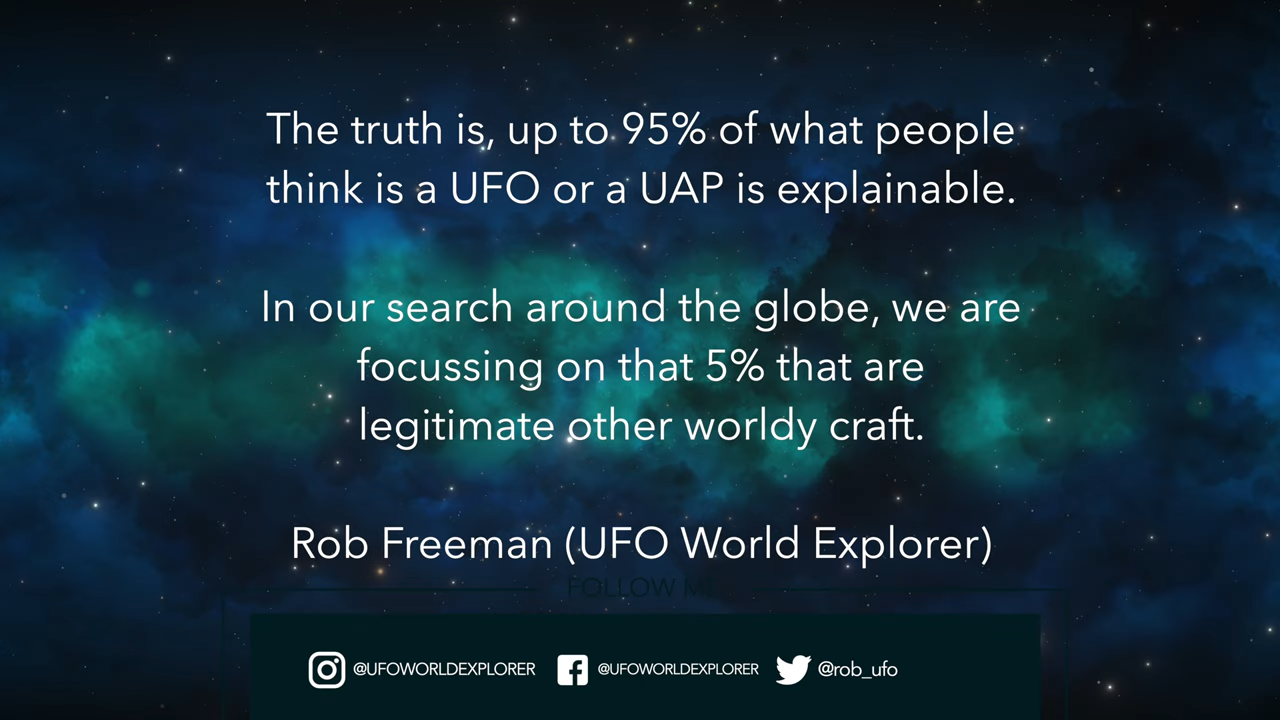 The truth is, up to 95% of what people
think is a UFO or a UAP is explainable.
In our search around the globe, we are
focussing on that 5% that are
legitimate other worldy craft.
Rob Freeman (UFO World Explorer)
FOLLOW
@UFOWORLDEXPLORER @UFOWORLDEXPLORER @rob_ufo